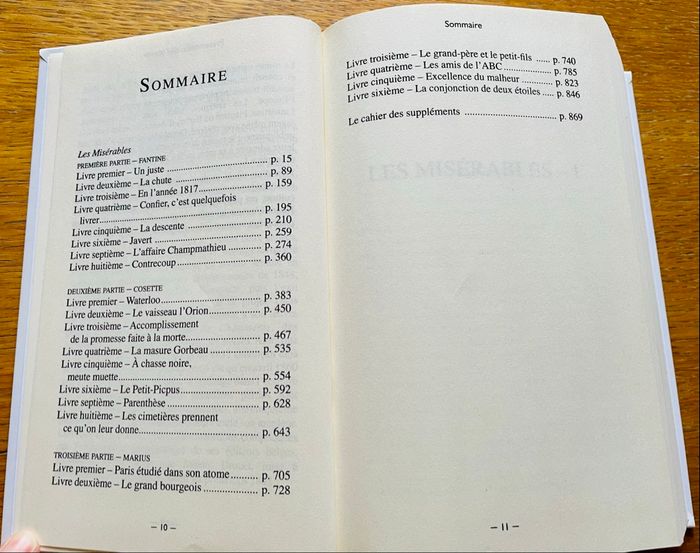 SOMMAIRE
Les Misérables
PREMIÈRE PARTIE – FANTINE
Livre premier – Un juste .............................. p. 15
Livre deuxième – La chute .............................. p. 89
Livre troisième – En l'année 1817.................... p. 159
Livre quatrième – Confier, c'est quelquefois
livrer.................................................. p. 195
Livre cinquième – La descente ...................... p. 210
Livre sixième – Javert .................................. p. 259
Livre septième – L'affaire Champmathieu ......... p. 274
Livre huitième – Contrecoup......................... p. 360
DEUXIÈME PARTIE – COSETTE
Livre premier – Waterloo............................. p. 383
Livre deuxième – Le vaisseau l'Orion............... p. 450
Livre troisième – Accomplissement
de la promesse faite à la morte....................... p. 467
Livre quatrième – La masure Gorbeau ............. p. 535
Livre cinquième – À chasse noire,
meute muette........................................... p. 554
Livre sixième – Le Petit-Picpus...................... p. 592
Livre septième – Parenthèse ......................... p. 628
Livre huitième – Les cimetières prennent
ce qu'on leur donne................................... p. 643
TROISIÈME PARTIE – MARIUS
Livre premier – Paris étudié dans son atome......... p. 705
Livre deuxième – Le grand bourgeois ................ p. 728
– 10 –
Sommaire
Livre troisième – Le grand-père et le petit-fils ..... p. 740
Livre quatrième – Les amis de l'ABC ................ p. 785
Livre cinquième – Excellence du malheur ........... p. 823
Livre sixième – La conjonction de deux étoiles .... p. 846
Le cahier des suppléments ............................ p. 869
LES MISÉRABLES - I
– 11 –